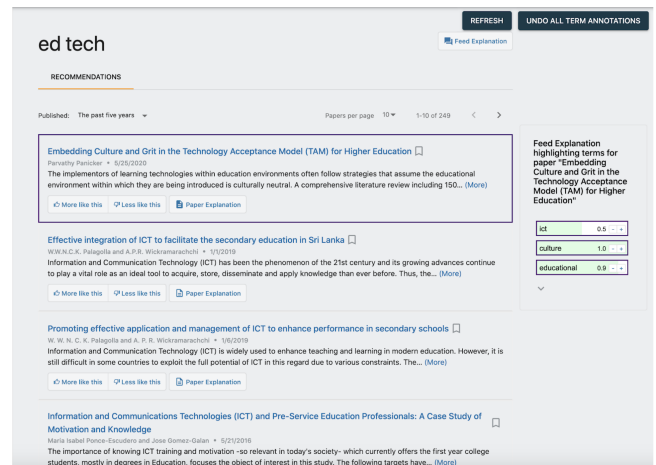 REFRESH
UNDO ALL TERM ANNOTATIONS
ed tech
Feed Explanation
RECOMMENDATIONS
Published: The past five years
Papers per page 10
1-10 of 249
Embedding Culture and Grit in the Technology Acceptance Model (TAM) for Higher Education
Parvathy Panicker • 5/25/2020
The implementors of learning technologies within education environments often follow strategies that assume the educational
environment within which they are being introduced is culturally neutral. A comprehensive literature review including 150... (More)
More like this
Less like this
Paper Explanation
Effective integration of ICT to facilitate the secondary education in Sri Lanka
W.W.N.C.K. Palagolla and A.P.R. Wickramarachchi • 1/1/2019
Information and Communication Technology (ICT) has been the phenomenon of the 21st century and its growing advances continue
to play a vital role as an ideal tool to acquire, store, disseminate and apply knowledge than ever before. Thus, the... (More)
More like this
Less like this
Paper Explanation
Promoting effective application and management of ICT to enhance performance in secondary schools
W. W. N. C. K. Palagolla and A. P. R. Wickramarachchi • 1/6/2019
Information and Communication Technology (ICT) is widely used to enhance teaching and learning in modern education. However, it is
still difficult in some countries to exploit the full potential of ICT in this regard due to various constraints. The... (More)
More like this
Less like this
Paper Explanation
Information and Communications Technologies (ICT) and Pre-Service Education Professionals: A Case Study of
Motivation and Knowledge
Maria Isabel Ponce-Escudero and Jose Gomez-Galan • 5/21/2016
The importance of knowing ICT training and motivation -so relevant in today's society- which currently offers the first year college
students, mostly in degrees in Education, focuses the object of interest in this study. The following targets have... (More)
Feed Explanation
highlighting terms for
paper "Embedding
Culture and Grit in the
Technology Acceptance
Model (TAM) for Higher
Education"
ict 0.5 - +
culture 1.0 - +
educational 0.9 - +